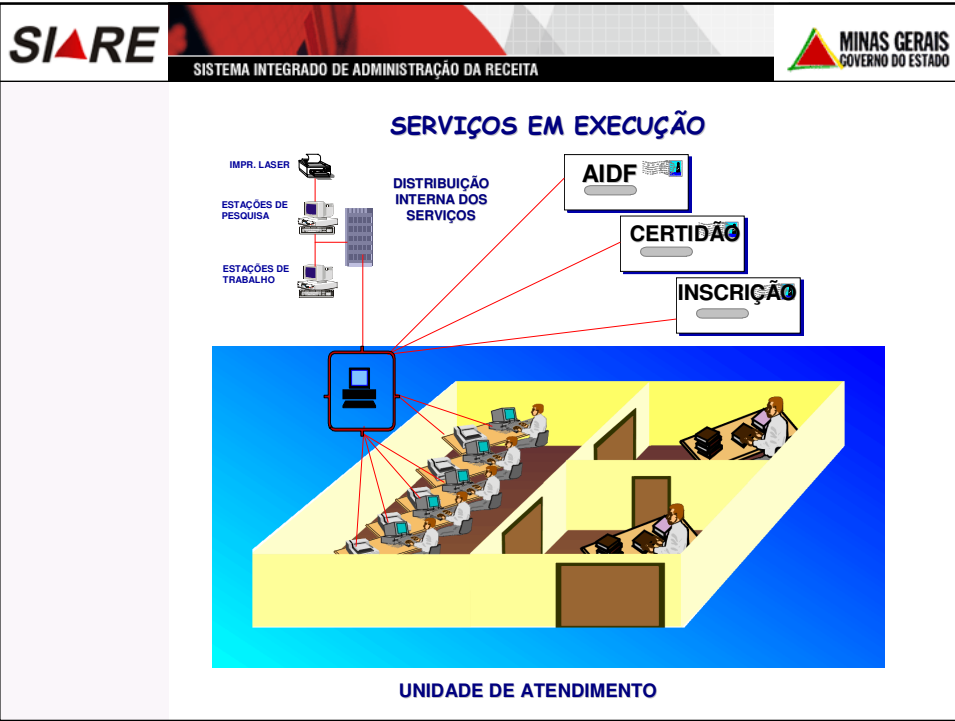 SIARE
SISTEMA INTEGRADO DE ADMINISTRAÇÃO DA RECEITA
MINAS GERAIS
GOVERNO DO ESTADO
SERVIÇOS EM EXECUÇÃO
IMPR. LASER
ESTAÇÕES DE
PESQUISA
ESTAÇÕES DE
TRABALHO
DISTRIBUIÇÃO
INTERNA DOS
SERVIÇOS
AIDF
CERTIDÃO
INSCRIÇÃO
UNIDADE DE ATENDIMENTO